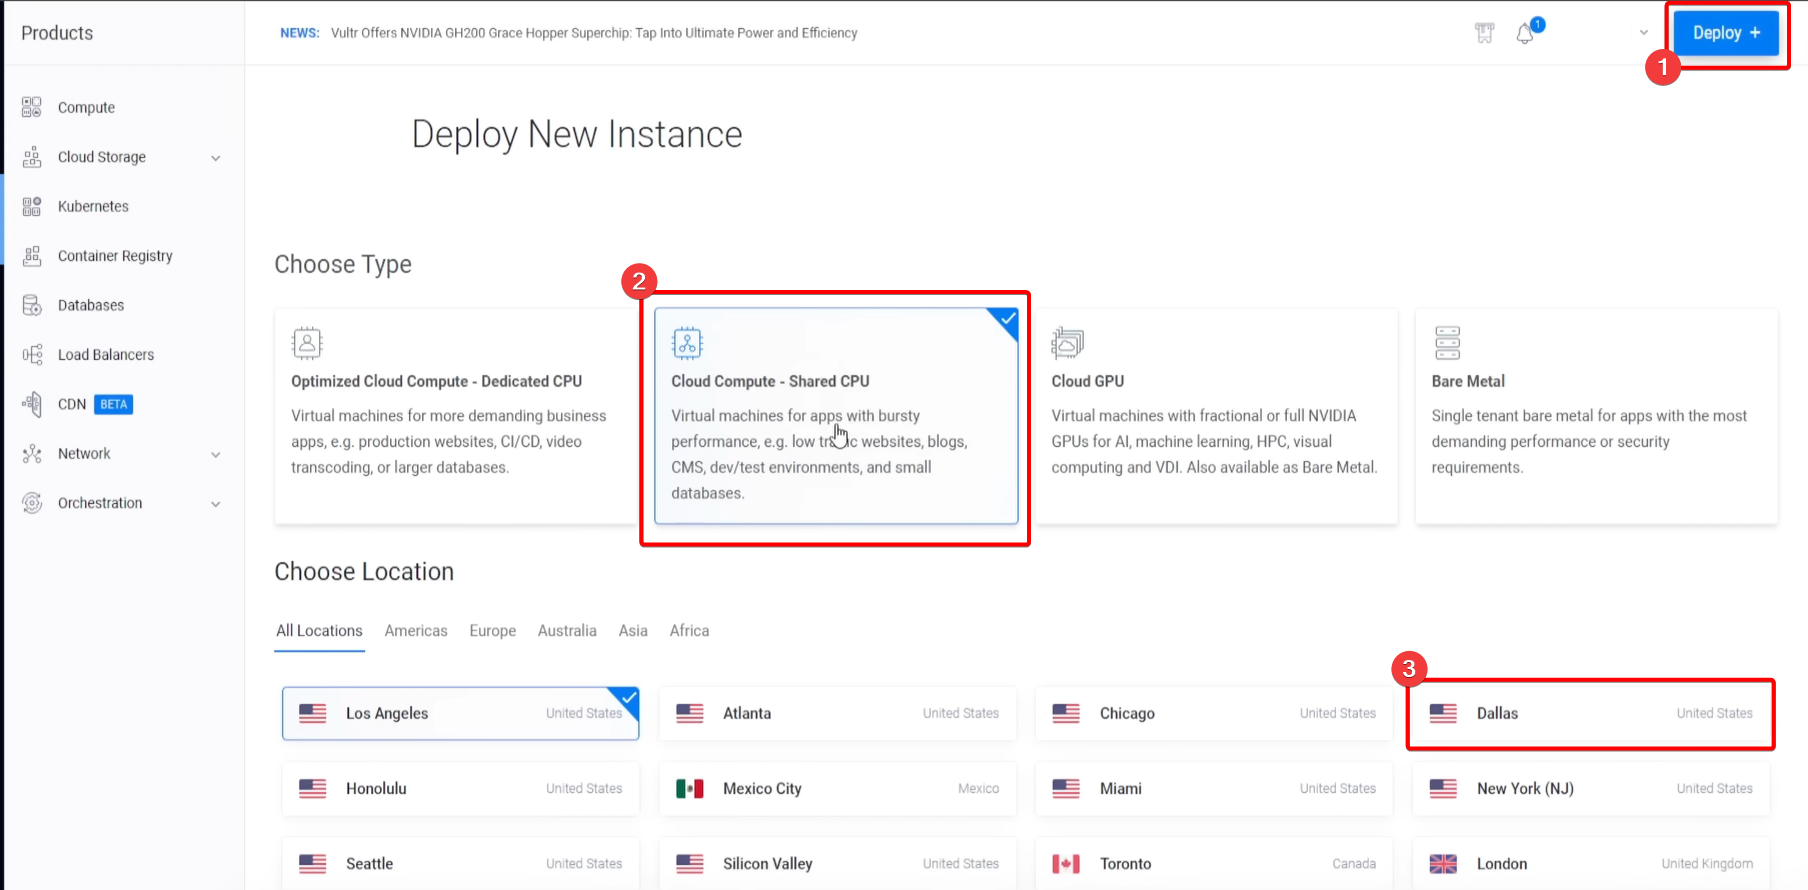 Products
NEWS: Vultr Offers NVIDIA GH200 Grace Hopper Superchip: Tap Into Ultimate Power and Efficiency
1
Deploy +
1
Compute
Cloud Storage
Kubernetes
Container Registry
Databases
Load Balancers
CDN BETA
Network
Orchestration
Deploy New Instance
Choose Type
2
Optimized Cloud Compute - Dedicated CPU
Virtual machines for more demanding business
apps, e.g. production websites, CI/CD, video
transcoding, or larger databases.
Cloud Compute - Shared CPU
Virtual machines for apps with bursty
performance, e.g. low traffic websites, blogs,
CMS, dev/test environments, and small
databases.
Cloud GPU
Virtual machines with fractional or full NVIDIA
GPUs for AI, machine learning, HPC, visual
computing and VDI. Also available as Bare Metal.
Bare Metal
Single tenant bare metal for apps with the most
demanding performance or security
requirements.
Choose Location
All Locations Americas Europe Australia Asia Africa
3
Los Angeles United States
Atlanta United States
Chicago United States
Dallas United States
Honolulu United States
Mexico City Mexico
Miami United States
New York (NJ) United States
Seattle United States
Silicon Valley United States
Toronto Canada
London United Kingdom